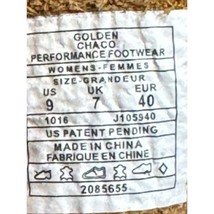 GOLDEN
CHACO
PERFORMANCE FOOTWEAR
WOMENS-FEMMES
SIZE-GRANDEUR
US UK EUR
9 7 40
1016 J105940
US PATENT PENDING
MADE IN CHINA
FABRIQUE EN CHINE
2085655